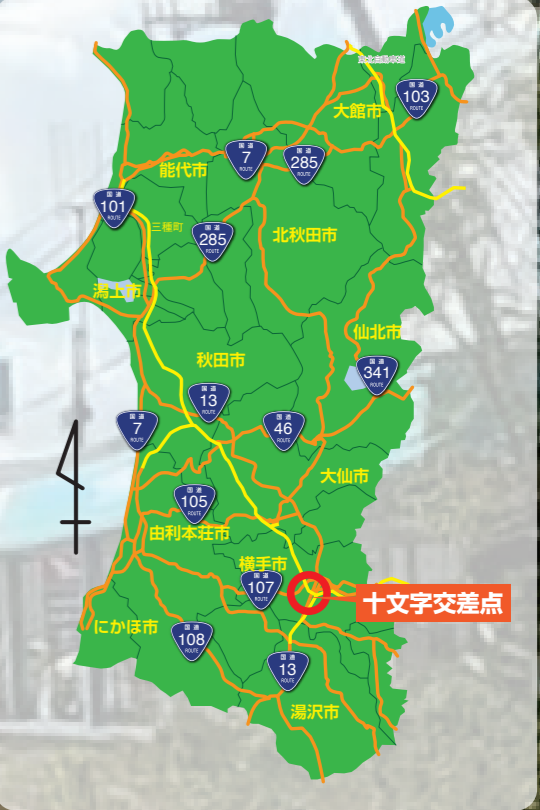 国道
103
ROUTE
大館市
国道
7
ROUTE
国道
285
ROUTE
能代市
国道
101
ROUTE
三種町
国道
285
ROUTE
北秋田市
潟上市
仙北市
秋田市
国道
341
ROUTE
国道
13
ROUTE
国道
7
ROUTE
国道
46
ROUTE
大仙市
国道
105
ROUTE
由利本荘市
横手市
国道
107
ROUTE
十文字交差点
にかほ市
国道
108
ROUTE
国道
13
ROUTE
湯沢市